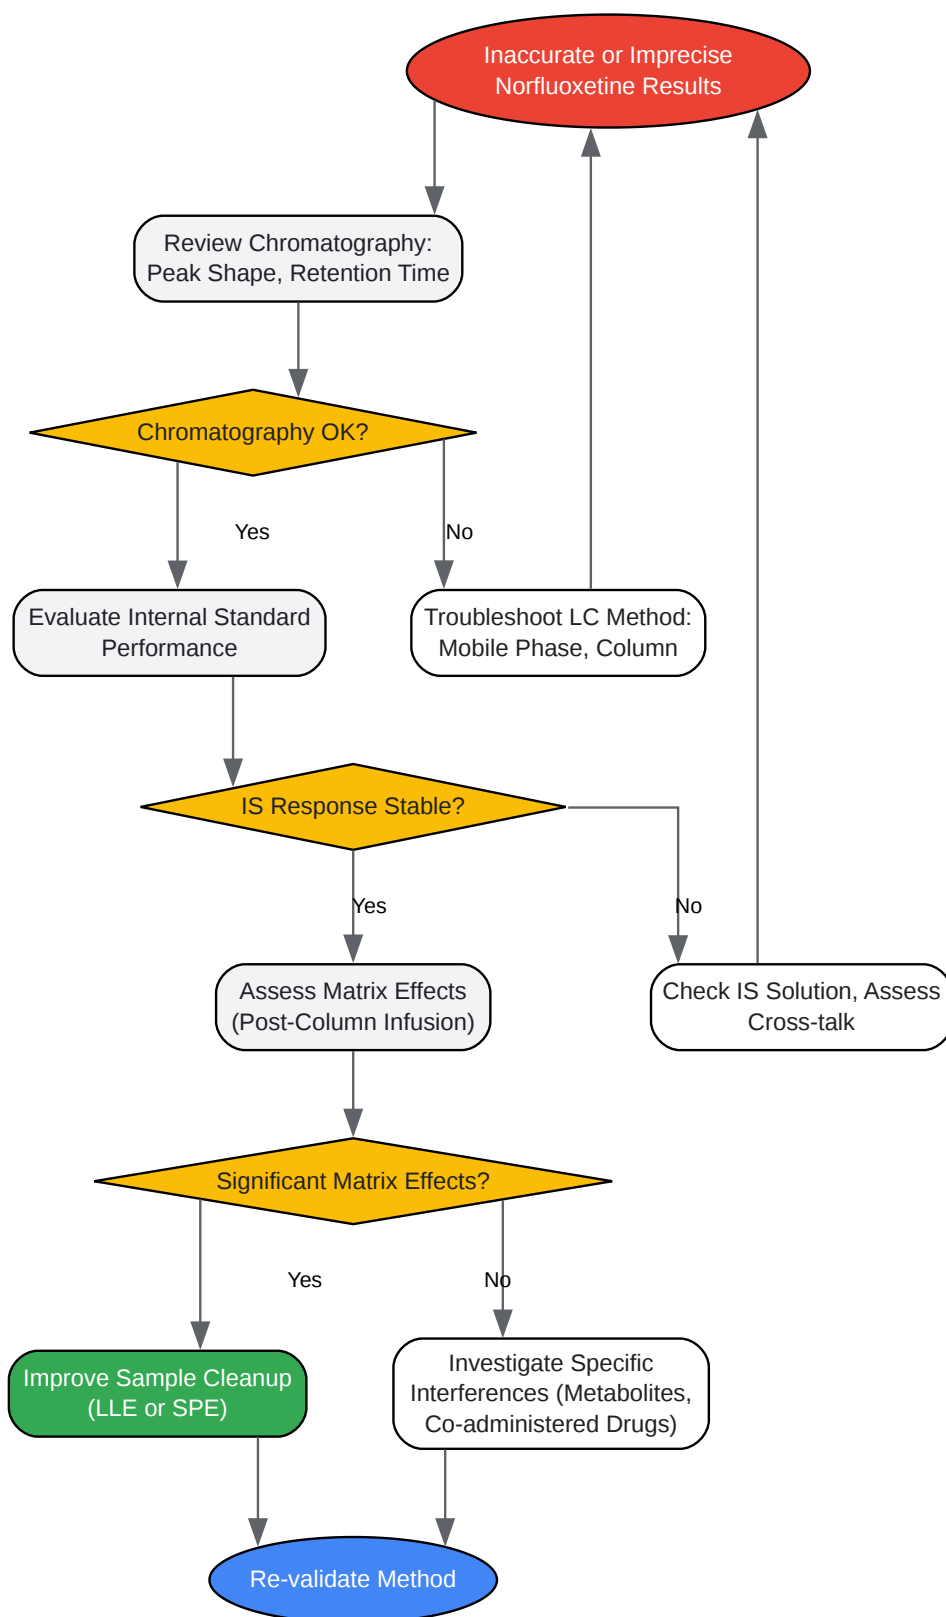 Inaccurate or Imprecise
Norfluoxetine Results
Review Chromatography:
Peak Shape, Retention Time
Chromatography OK?
Yes
No
Evaluate Internal Standard
Performance
Troubleshoot LC Method:
Mobile Phase, Column
IS Response Stable?
Yes
No
Assess Matrix Effects
(Post-Column Infusion)
Check IS Solution, Assess
Cross-talk
Significant Matrix Effects?
Yes
No
Improve Sample Cleanup
(LLE or SPE)
Investigate Specific
Interferences (Metabolites,
Co-administered Drugs)
Re-validate Method